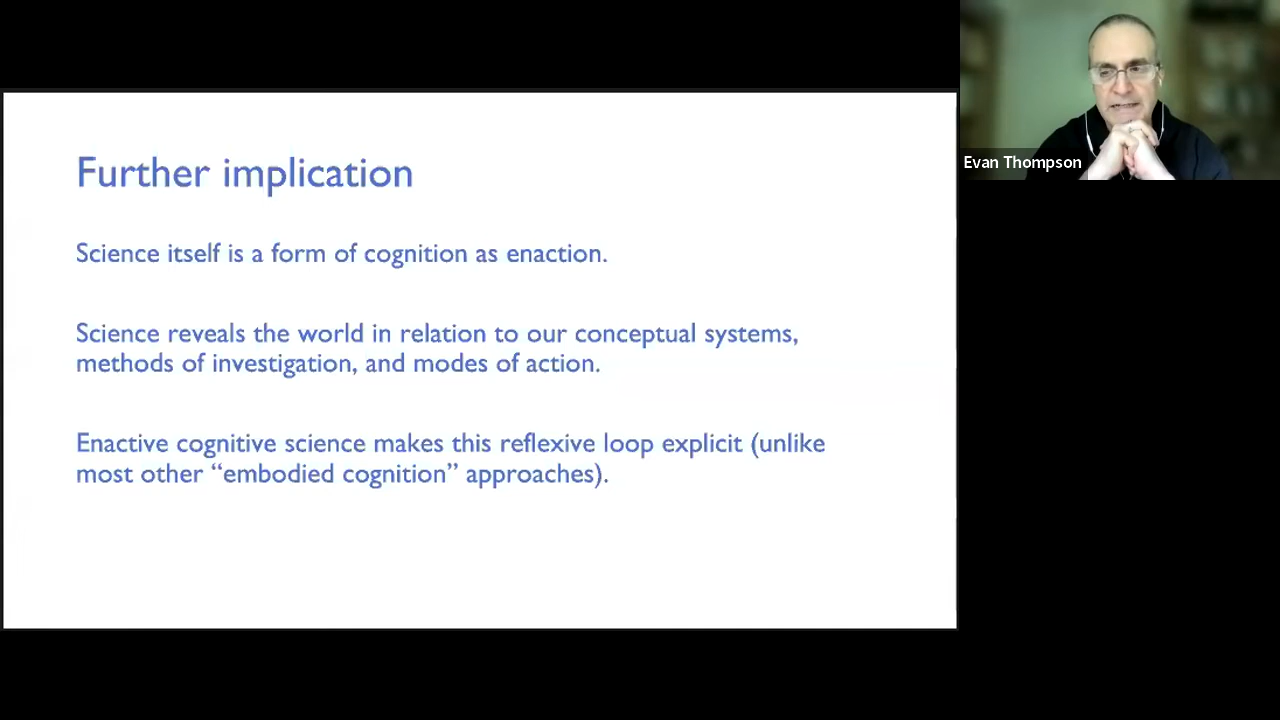 Further implication
Science itself is a form of cognition as enaction.
Science reveals the world in relation to our conceptual systems,
methods of investigation, and modes of action.
Enactive cognitive science makes this reflexive loop explicit (unlike
most other “embodied cognition” approaches).
Evan Thompson